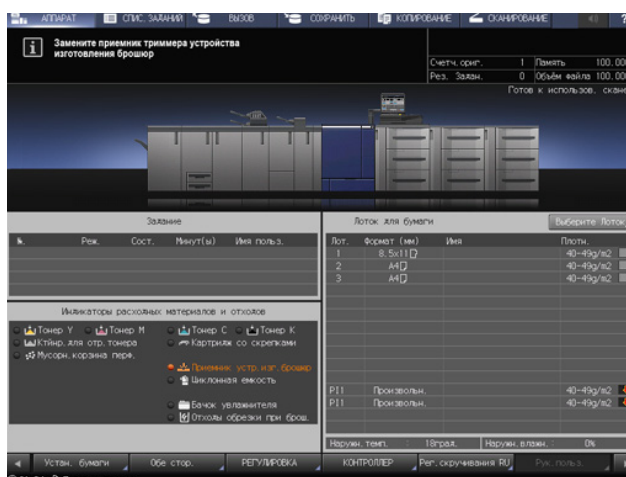 АППАРАТ СПИС. ЗАДАНИЙ ВЫЗОВ СОХРАНИТЬ КОПИРОВАНИЕ СКАНИРОВАНИЕ
Замените приемник триммера устройства
изготовления брошюр
Счетч. ориг. 1 Память 100.00
Рез. Задан. 0 Объём файла 100.00
Готов к использов. скане
Задание
№. Реж. Сост. Минут(ы) Имя польз.
Индикаторы расходных материалов и отходов
Тонер Y Тонер M Тонер C Тонер K
Ктйнр. для отр. тонера Картридж со скрепками
Мусорн. корзина перф.
Приемник устр. изг. брошюр
Циклонная емкость
Бачок увлажнителя
Отходы обрезки при брош.
Лоток для бумаги Выберите Лоток
Лот. Формат (мм) Имя Плотн.
1 8.5x11 40-49g/m2
2 A4 40-49g/m2
3 A4 40-49g/m2
PI1 Произвольн. 40-49g/m2
PI1 Произвольн. 40-49g/m2
Наружн. темп. : 18град. Наружн. влажн. : 0%
Устан. бумаги Обе стор. РЕГУЛИРОВКА КОНТРОЛЛЕР Рег. скручивания RU Рук. польз.